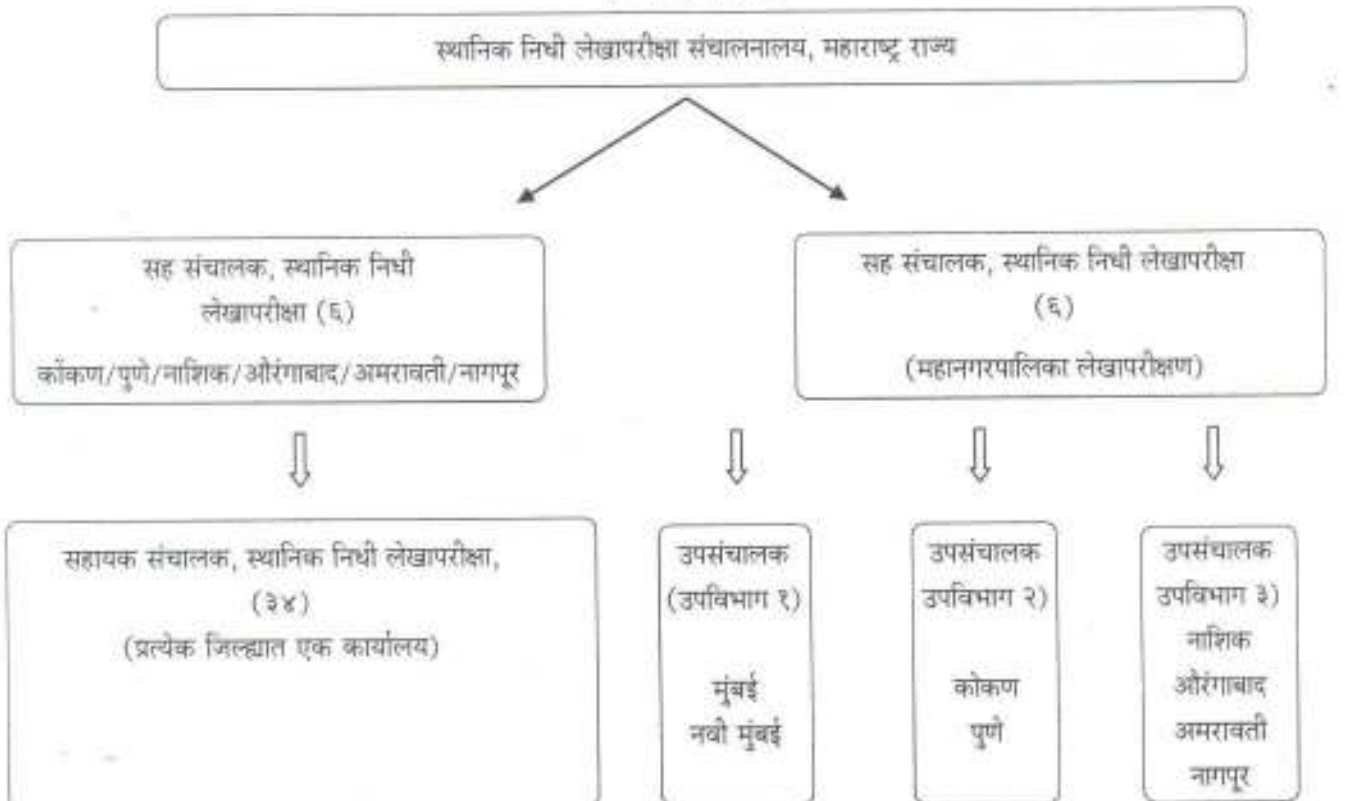 स्थानिक निधी लेखापरीक्षा संचालनालय, महाराष्ट्र राज्य
सह संचालक, स्थानिक निधी
लेखापरीक्षा (६)
कोंकण/पुणे/नाशिक/औरंगाबाद/अमरावती/नागपूर
सह संचालक, स्थानिक निधी लेखापरीक्षा
(६)
(महानगरपालिका लेखापरीक्षण)
सहायक संचालक, स्थानिक निधी लेखापरीक्षा,
(३४)
(प्रत्येक जिल्ह्यात एक कार्यालय)
उपसंचालक
(उपविभाग १)
मुंबई
नवी मुंबई
उपसंचालक
उपविभाग २)
कोकण
पुणे
उपसंचालक
उपविभाग ३)
नाशिक
औरंगाबाद
अमरावती
नागपूर